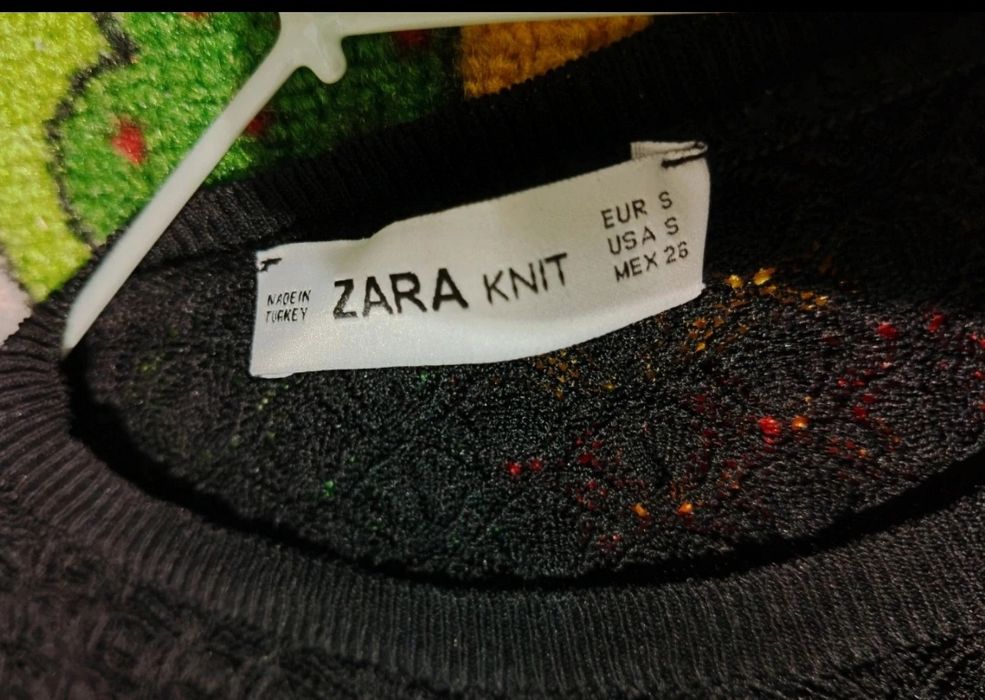 MADE IN
TURKEY
ZARA KNIT
EUR S
USA S
MEX 26